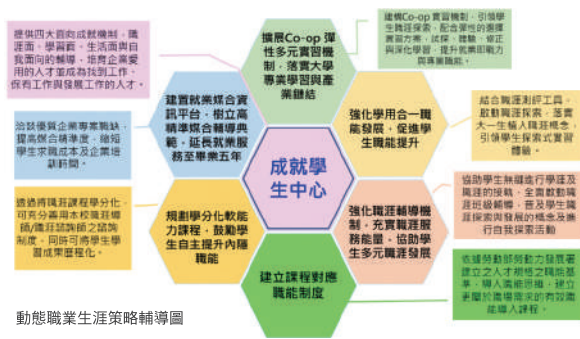 提供四大面向成就機制，職
涯面、學習面、生活面與自
我面向的輔導，培育企業愛
用的人才並成為找到工作、
保有工作與發展工作的人才。
擴展Co-op 彈
性多元實習機
制，落實大學
專業學習與產
業鏈結
建構Co-op 實習機制，引領學
生職涯探索，配合彈性的選擇
實習方案，試探、體驗、修正
與深化學習，提升就業即戰力
與專業職能。
洽談優質企業專案職缺，
提高媒合精準度，縮短
學生求職成本及企業培
訓時間。
建置就業媒合資
訊平台，樹立高
精準媒合輔導典
範，延長就業服
務至畢業五年
成就學
生中心
強化學用合一職
能發展，促進學
生職能提升
結合職涯測評工具，
啟動職涯探索，落實
大一生植入職涯概念，
引領學生探索式實習
體驗。
透過將職涯課程學分化，
可充分善用本校職涯導
師/職涯諮詢師之諮詢
制度，同時可將學生學
習成果歷程化。
規劃學分化軟能
力課程，鼓勵學
生自主提升內隱
職能
強化職涯輔導機
制，充實職涯服
務能量，協助學
生多元職涯發展
協助學生無縫進行學涯及
職涯的接軌，全面啟動職
涯班級輔導，普及學生職
涯探索與發展的概念及進
行自我探索活動
建立課程對應
職能制度
依據勞動部勞動力發展署
建立之人才規格之職能基
準，導入職能思維，建立
更屬於職場需求的有效職
能導入課程。
動態職業生涯策略輔導圖